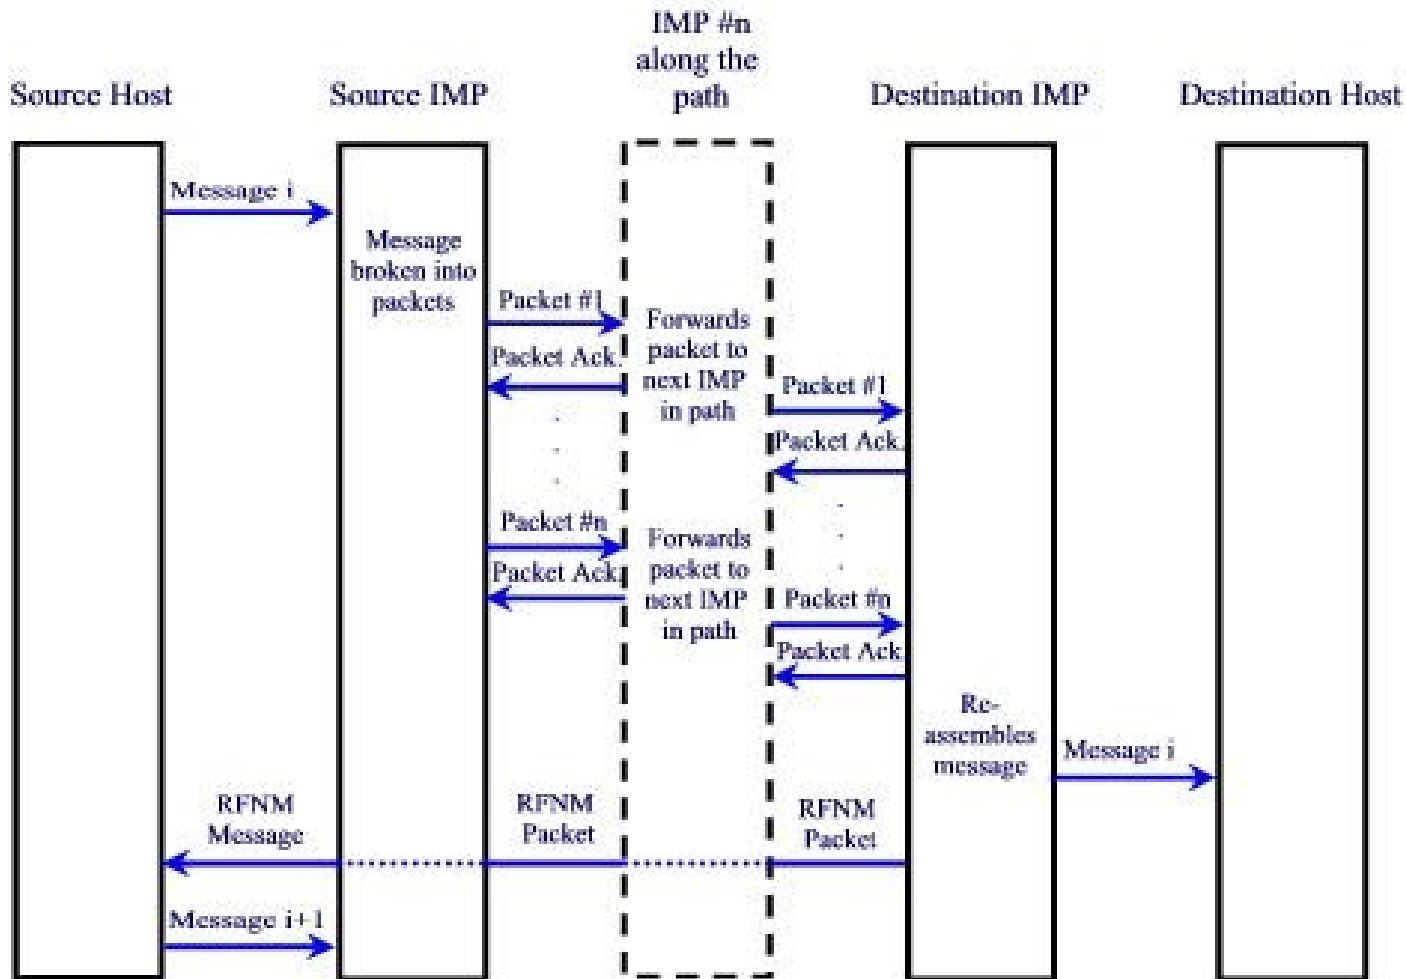 IMP #n
along the
path
Source Host
Source IMP
Destination IMP
Destination Host
Message i
Message
broken into
packets
Packet #1
Packet Ack.
Forwards
packet to
next IMP
in path
Packet #1
Packet Ack.
Packet #n
Packet Ack.
Forwards
packet to
next IMP
in path
Packet #n
Packet Ack.
Re-
assembles
message
Message i
RFNM
Message
RFNM
Packet
RFNM
Packet
Message i+1